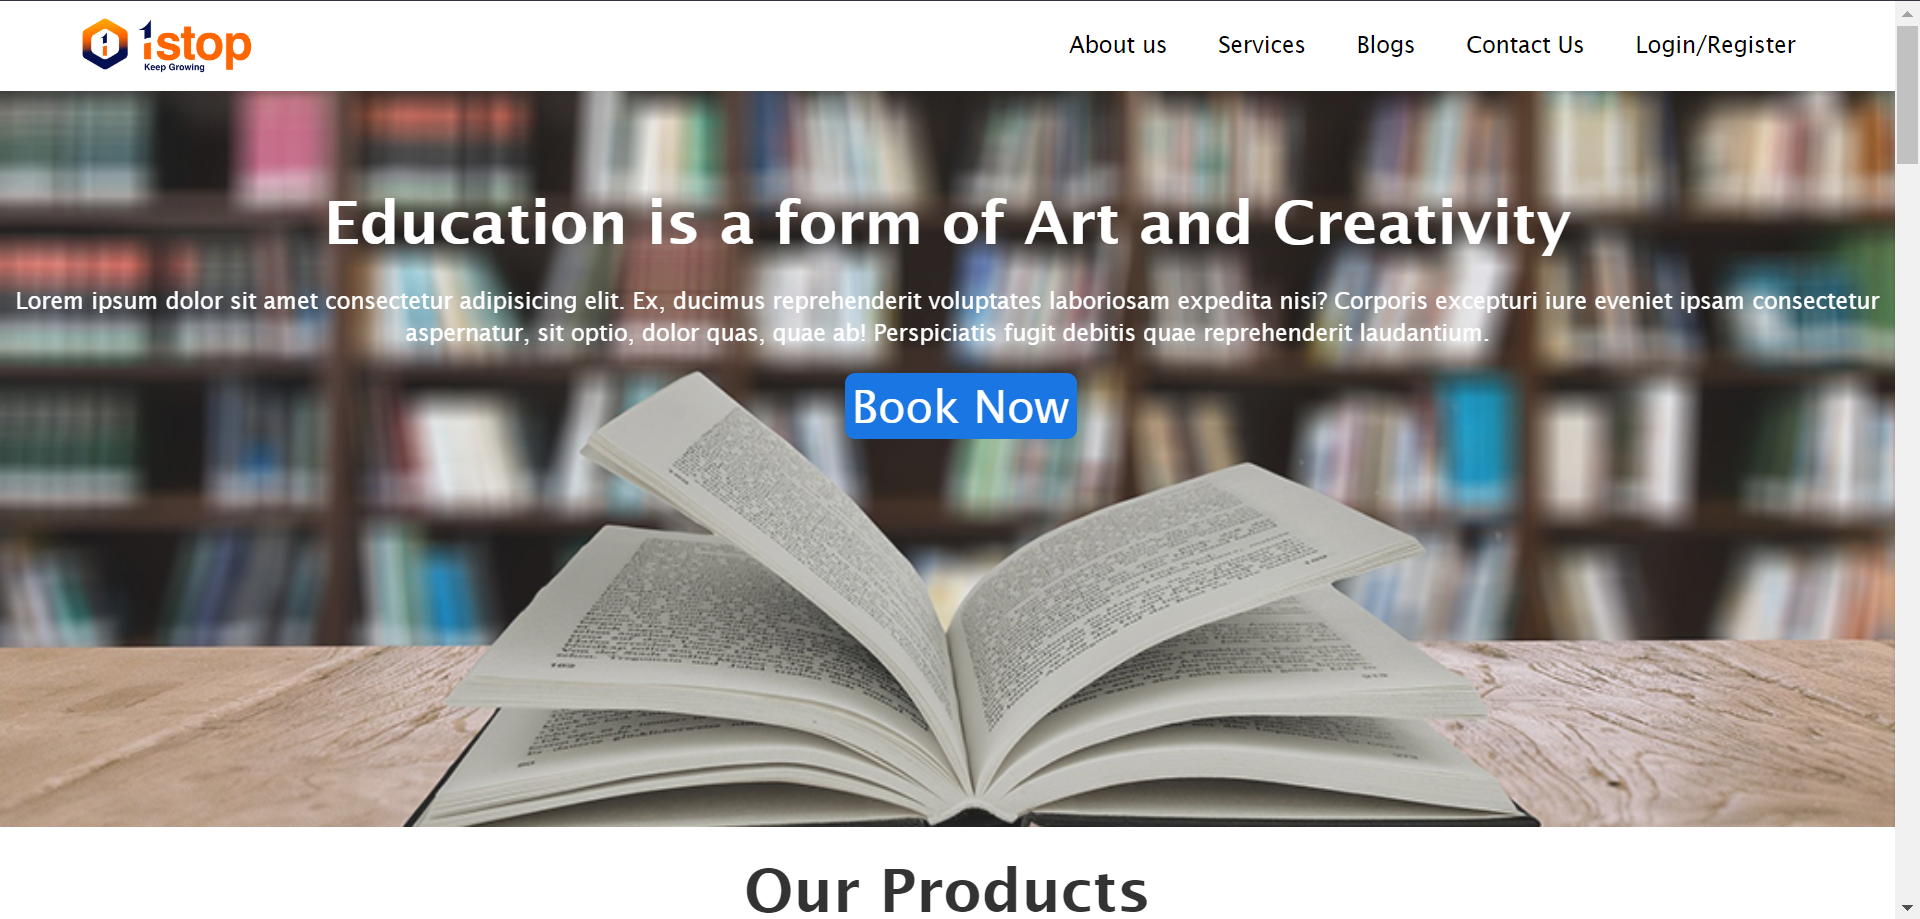 1stop
Keep Growing
About us Services Blogs Contact Us Login/Register
Education is a form of Art and Creativity
Lorem ipsum dolor sit amet consectetur adipisicing elit. Ex, ducimus reprehenderit voluptates laboriosam expedita nisi? Corporis excepturi iure eveniet ipsam consectetur
aspernatur, sit optio, dolor quas, quae ab! Perspiciatis fugit debitis quae reprehenderit laudantium.
Book Now
Our Products